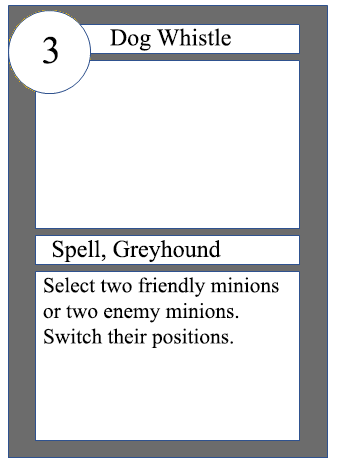 3
Dog Whistle
Spell, Greyhound
Select two friendly minions
or two enemy minions.
Switch their positions.